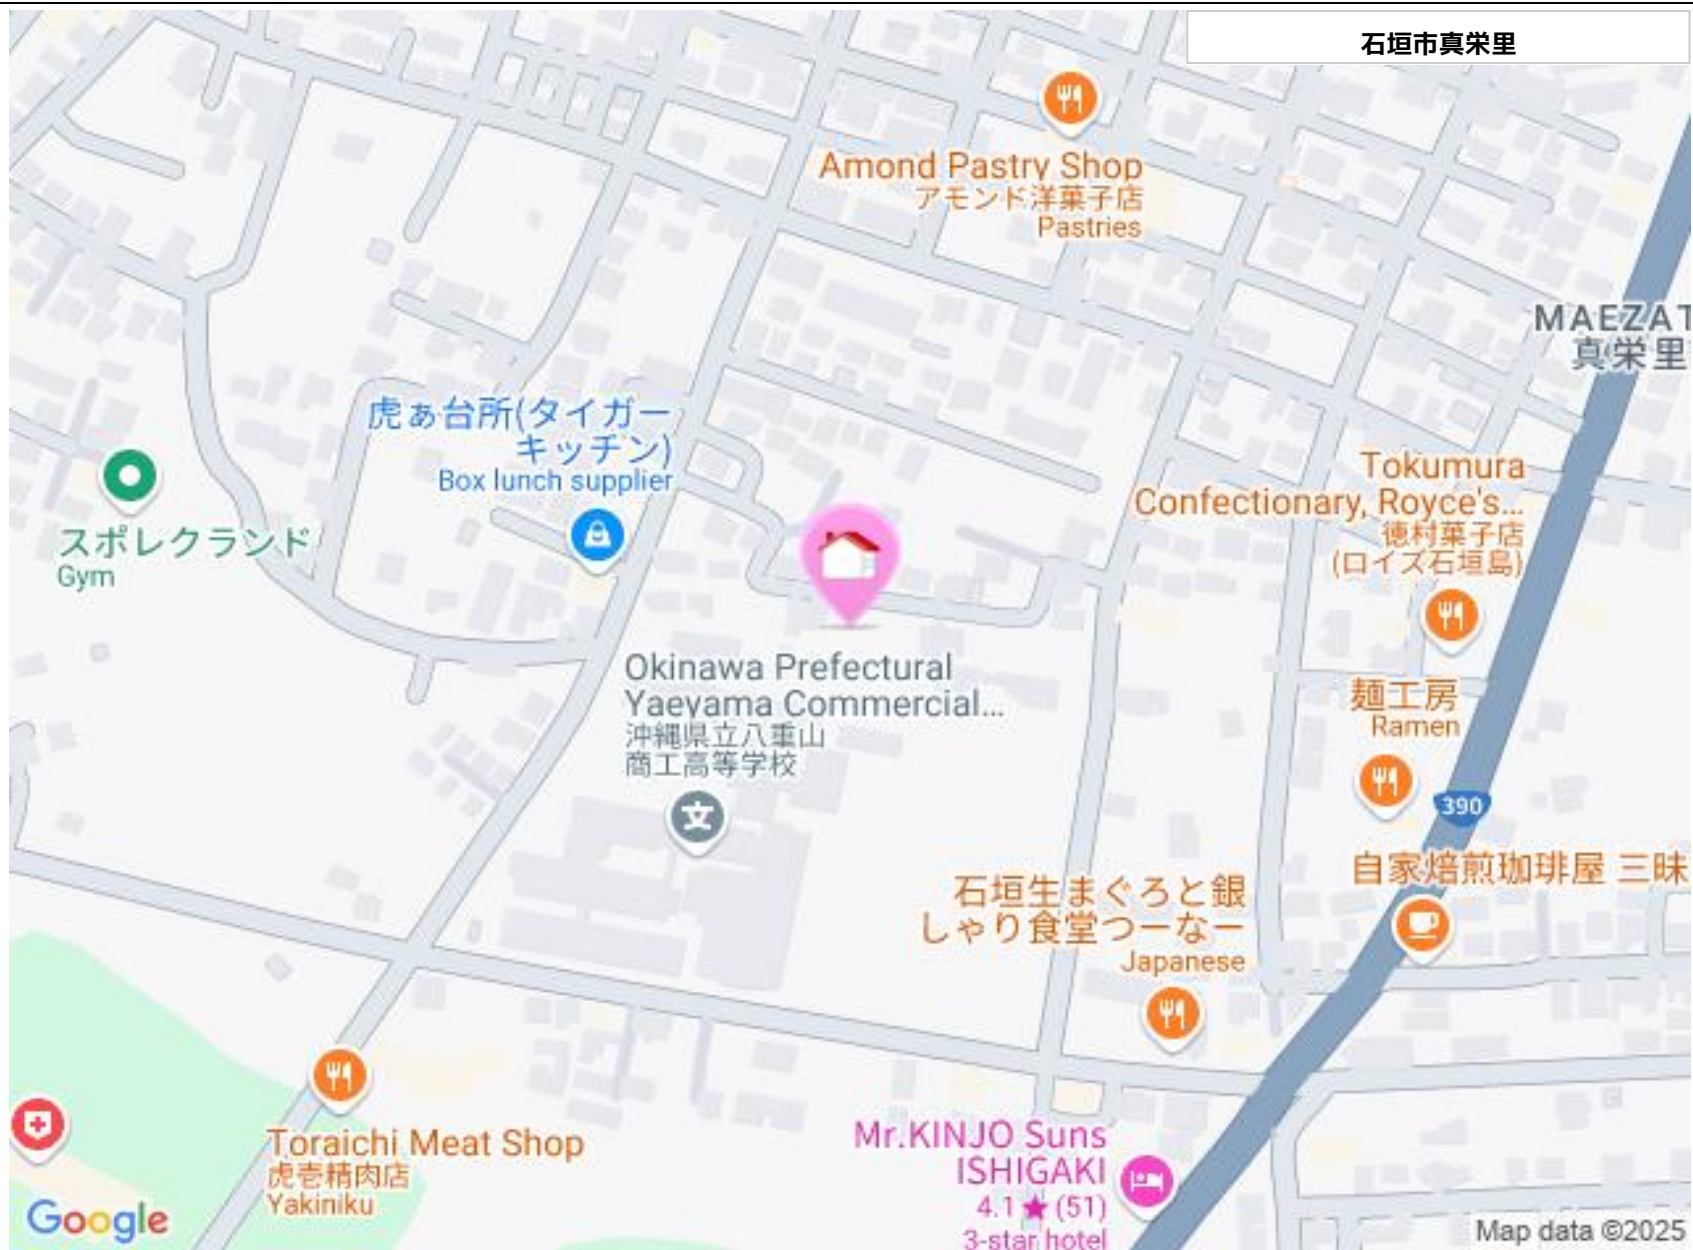 石垣市真栄里
Amond Pastry Shop
アモンド洋菓子店
Pastries
MAEZAT
真栄里
虎ぁ台所(タイガー
キッチン)
Box lunch supplier
スポレクランド
Gym
Tokumura
Confectionary, Royce's...
徳村菓子店
(ロイズ石垣島)
Okinawa Prefectural
Yaeyama Commercial...
沖縄県立八重山
商工高等学校
文
麺工房
Ramen
390
自家焙煎珈琲屋 三昧
石垣生まぐろと銀
しゃり食堂つーなー
Japanese
Toraichi Meat Shop
虎壱精肉店
Yakiniku
Mr.KINJO Suns
ISHIGAKI
4.1★(51)
3-star hotel
Google
Map data ©2025